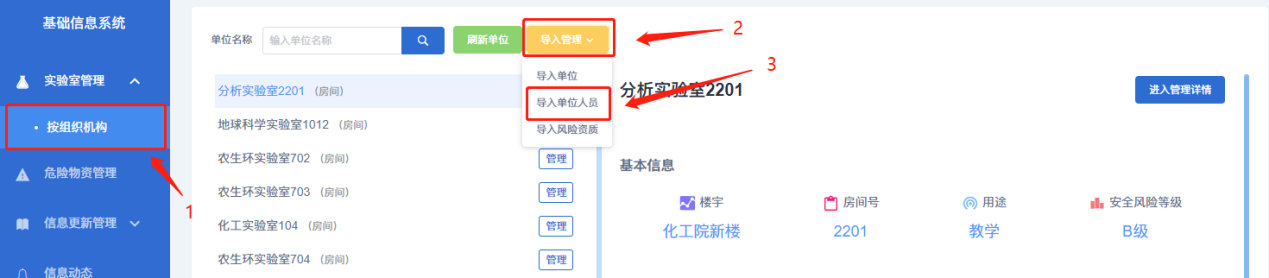 基础信息系统
实验室管理
按组织机构
危险物资管理
信息更新管理
信息动态
1
单位名称 输入单位名称 刷新单位 导入管理
2
导入单位
导入单位人员
导入风险资质
3
分析实验室2201 (房间)
地球科学实验室1012 (房间)
农生环实验室702 (房间) 管理
农生环实验室703 (房间) 管理
化工实验室104 (房间) 管理
农生环实验室704 (房间) 管理
分析实验室2201 进入管理详情
基本信息
楼宇 房间号 用途 安全风险等级
化工院新楼 2201 教学 B级